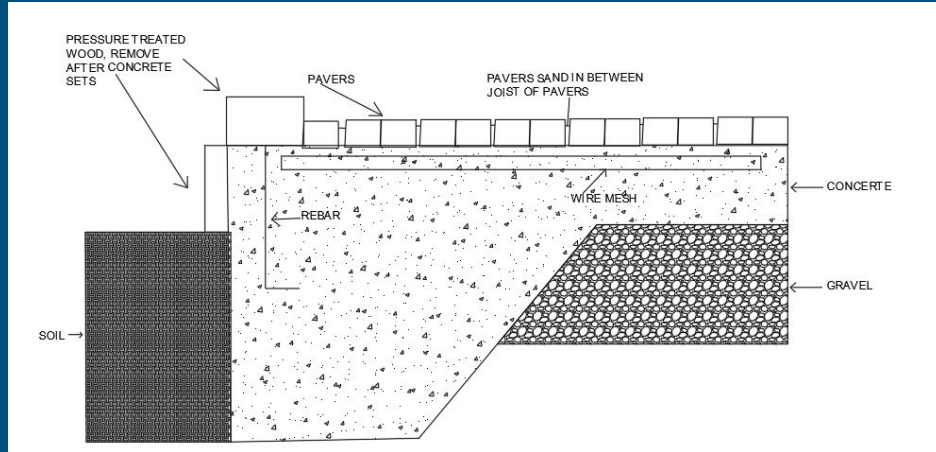 PRESSURE TREATED
WOOD, REMOVE
AFTER CONCRETE
SETS
PAVERS
PAVERS SAND IN BETWEEN
JOIST OF PAVERS
CONCERTE
WIRE MESH
REBAR
GRAVEL
SOIL